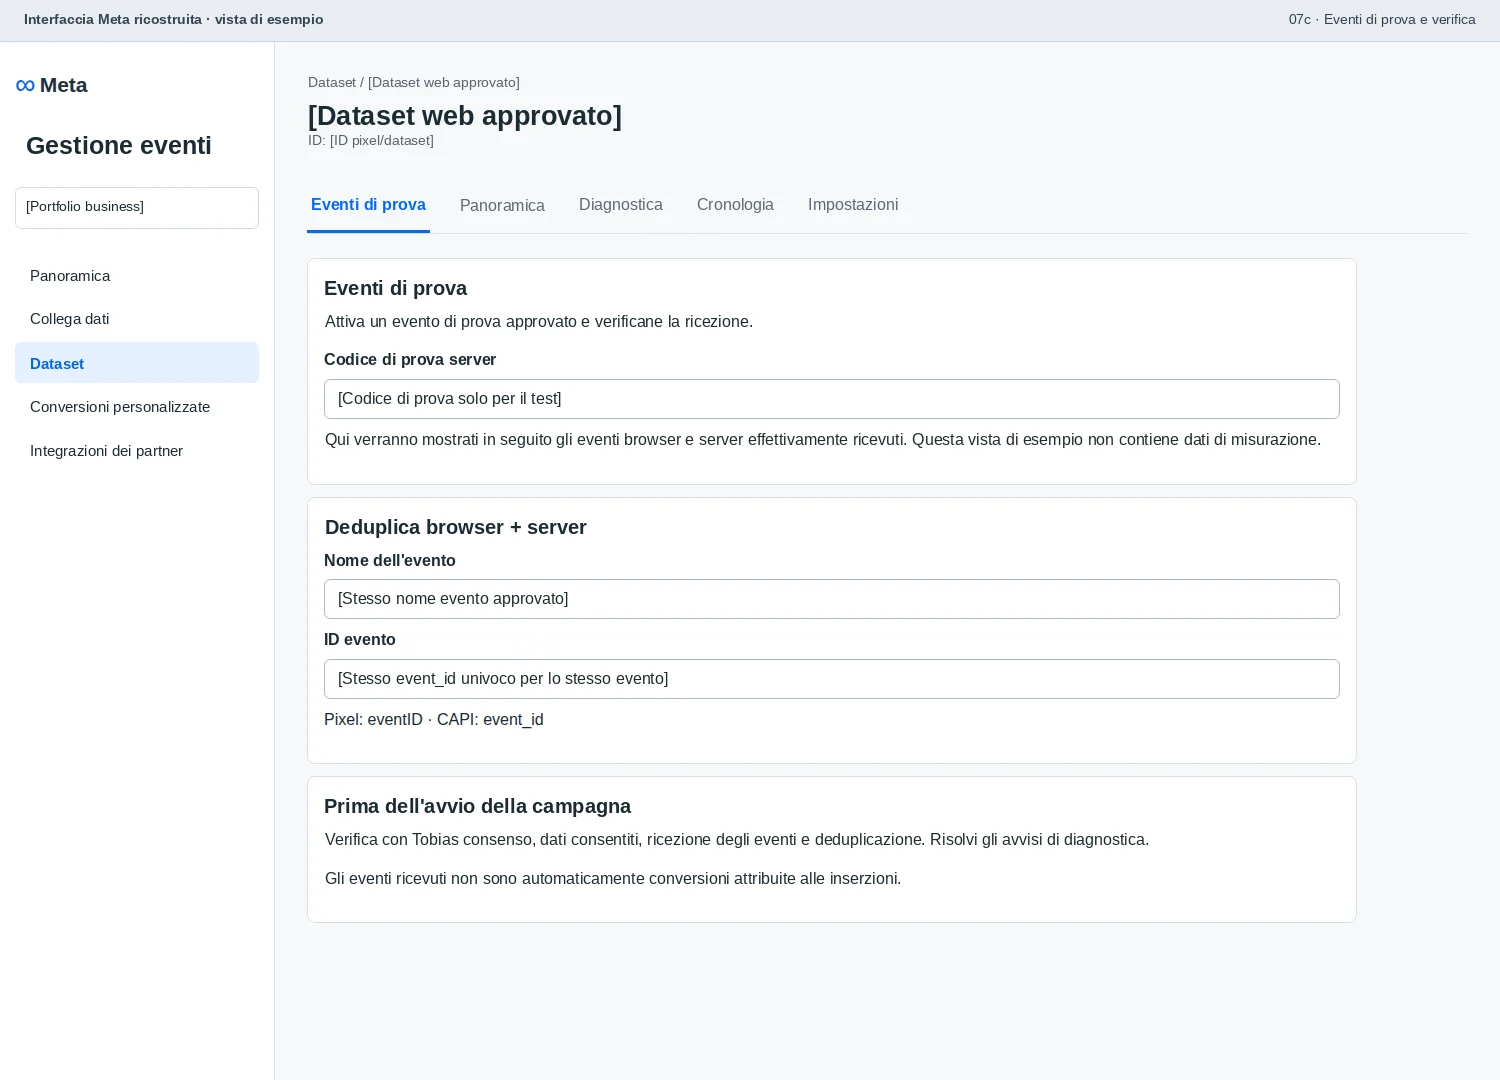 Interfaccia Meta ricostruita · vista di esempio
07c · Eventi di prova e verifica
∞ Meta
Gestione eventi
[Portfolio business]
Panoramica
Collega dati
Dataset
Conversioni personalizzate
Integrazioni dei partner
Dataset / [Dataset web approvato]
[Dataset web approvato]
ID: [ID pixel/dataset]
Eventi di prova
Panoramica
Diagnostica
Cronologia
Impostazioni
Eventi di prova
Attiva un evento di prova approvato e verificane la ricezione.
Codice di prova server
[Codice di prova solo per il test]
Qui verranno mostrati in seguito gli eventi browser e server effettivamente ricevuti. Questa vista di esempio non contiene dati di misurazione.
Deduplica browser + server
Nome dell'evento
[Stesso nome evento approvato]
ID evento
[Stesso event_id univoco per lo stesso evento]
Pixel: eventID · CAPI: event_id
Prima dell'avvio della campagna
Verifica con Tobias consenso, dati consentiti, ricezione degli eventi e deduplicazione. Risolvi gli avvisi di diagnostica.
Gli eventi ricevuti non sono automaticamente conversioni attribuite alle inserzioni.